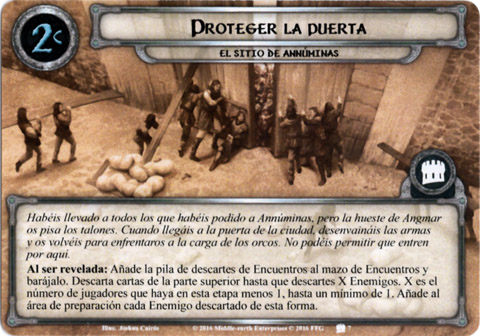 2C
PROTEGER LA PUERTA
EL SITIO DE ANNÚMINAS
Habéis llevado a todos los que habéis podido a Annúminas, pero la hueste de Angmar
os pisa los talones. Cuando llegáis a la puerta de la ciudad, desenvaináis las armas
y os volvéis para enfrentaros a la carga de los orcos. No podéis permitir que entren
por aquí.
Al ser revelada: Añade la pila de descartes de Encuentros al mazo de Encuentros y
barájalo. Descarta cartas de la parte superior hasta que descartes X Enemigos. X es
el número de jugadores que haya en esta etapa menos 1, hasta un mínimo de 1. Añade al
área de preparación cada Enemigo descartado de esta forma.
Ilus. Joshua Cairós © 2016 Middle-earth Enterprises © 2016 FFG 7